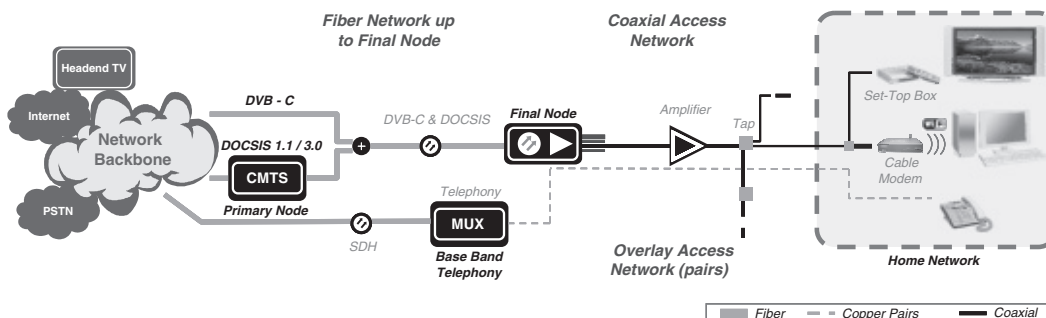 Fiber Network up
to Final Node
Coaxial Access
Network
Headend TV
Internet
Network
Backbone
PSTN
DVB - C
DOCSIS 1.1 / 3.0
CMTS
Primary Node
DVB-C & DOCSIS
SDH
Final Node
Telephony
MUX
Base Band
Telephony
Amplifier
Tap
Overlay Access
Network (pairs)
Set-Top Box
Cable
Modem
Home Network
Fiber
Copper Pairs
Coaxial